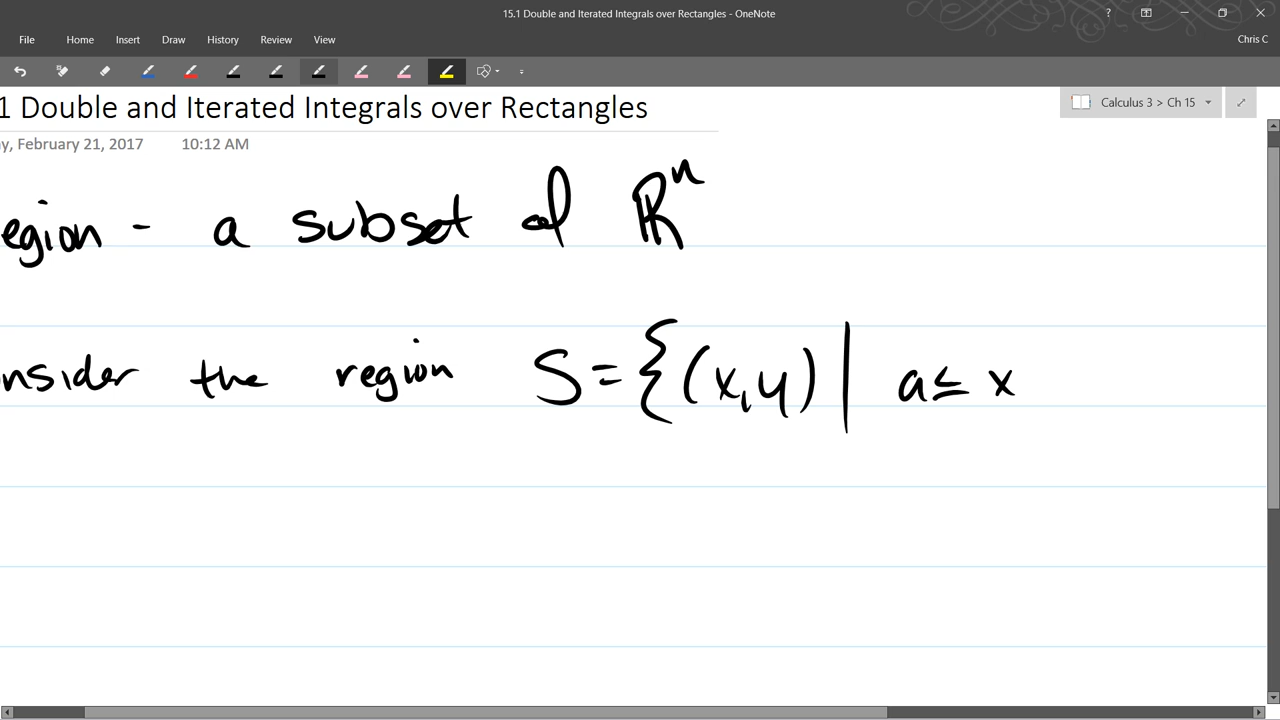 15.1 Double and Iterated Integrals over Rectangles - OneNote
? 
File Home Insert Draw History Review View Chris C
1 Double and Iterated Integrals over Rectangles
Calculus 3 > Ch 15
y, February 21, 2017 10:12 AM
egion - a subset of ℝⁿ
nsider the region S = {(x,y) | a ≤ x